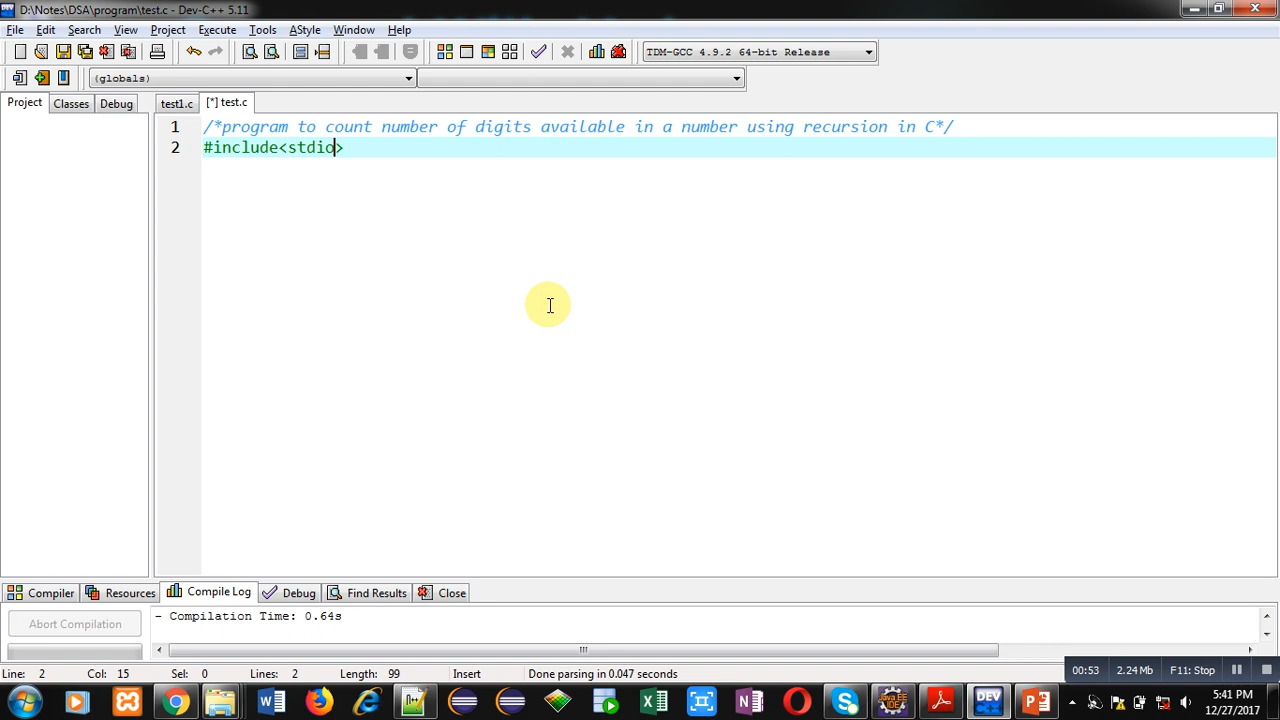 D:\Notes\DSA\program\test.c - Dev-C++ 5.11
File Edit Search View Project Execute Tools AStyle Window Help
TDM-GCC 4.9.2 64-bit Release
(globals)
Project Classes Debug test1.c [*] test.c
1 /*program to count number of digits available in a number using recursion in C*/
2 #include<stdio>
Compiler Resources Compile Log Debug Find Results Close
- Compilation Time: 0.64s
Abort Compilation
Line: 2 Col: 15 Sel: 0 Lines: 2 Length: 99 Insert Done parsing in 0.047 seconds
00:53 2.24 Mb F11: Stop
5:41 PM
12/27/2017